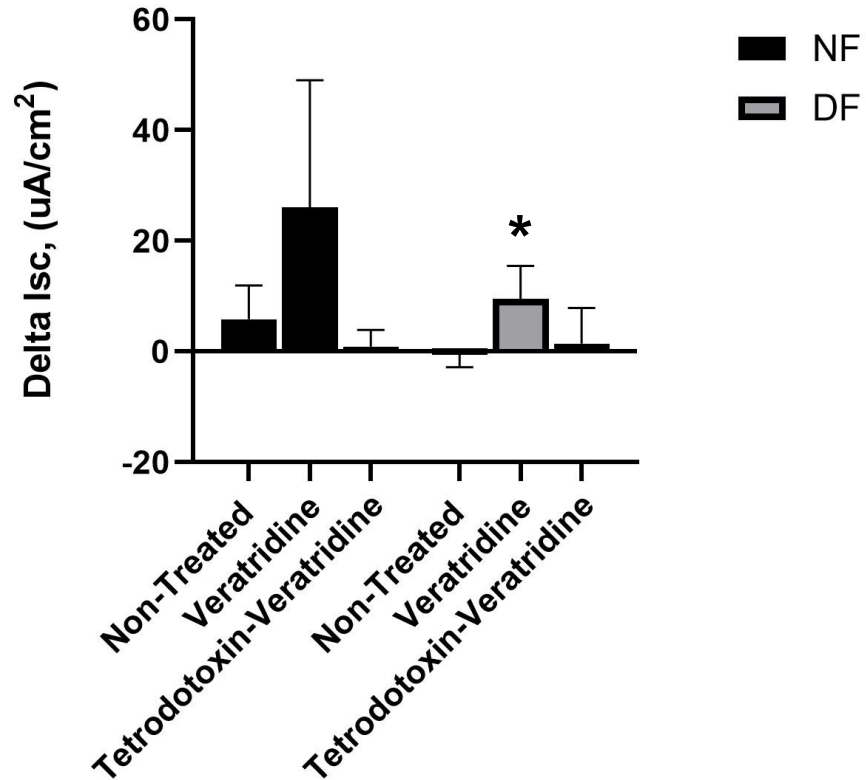 60
40
20
0
-20
Delta Isc, (uA/cm²)
*
NF
DF
Non-Treated
Veratridine
Tetrodotoxin-Veratridine
Non-Treated
Veratridine
Tetrodotoxin-Veratridine